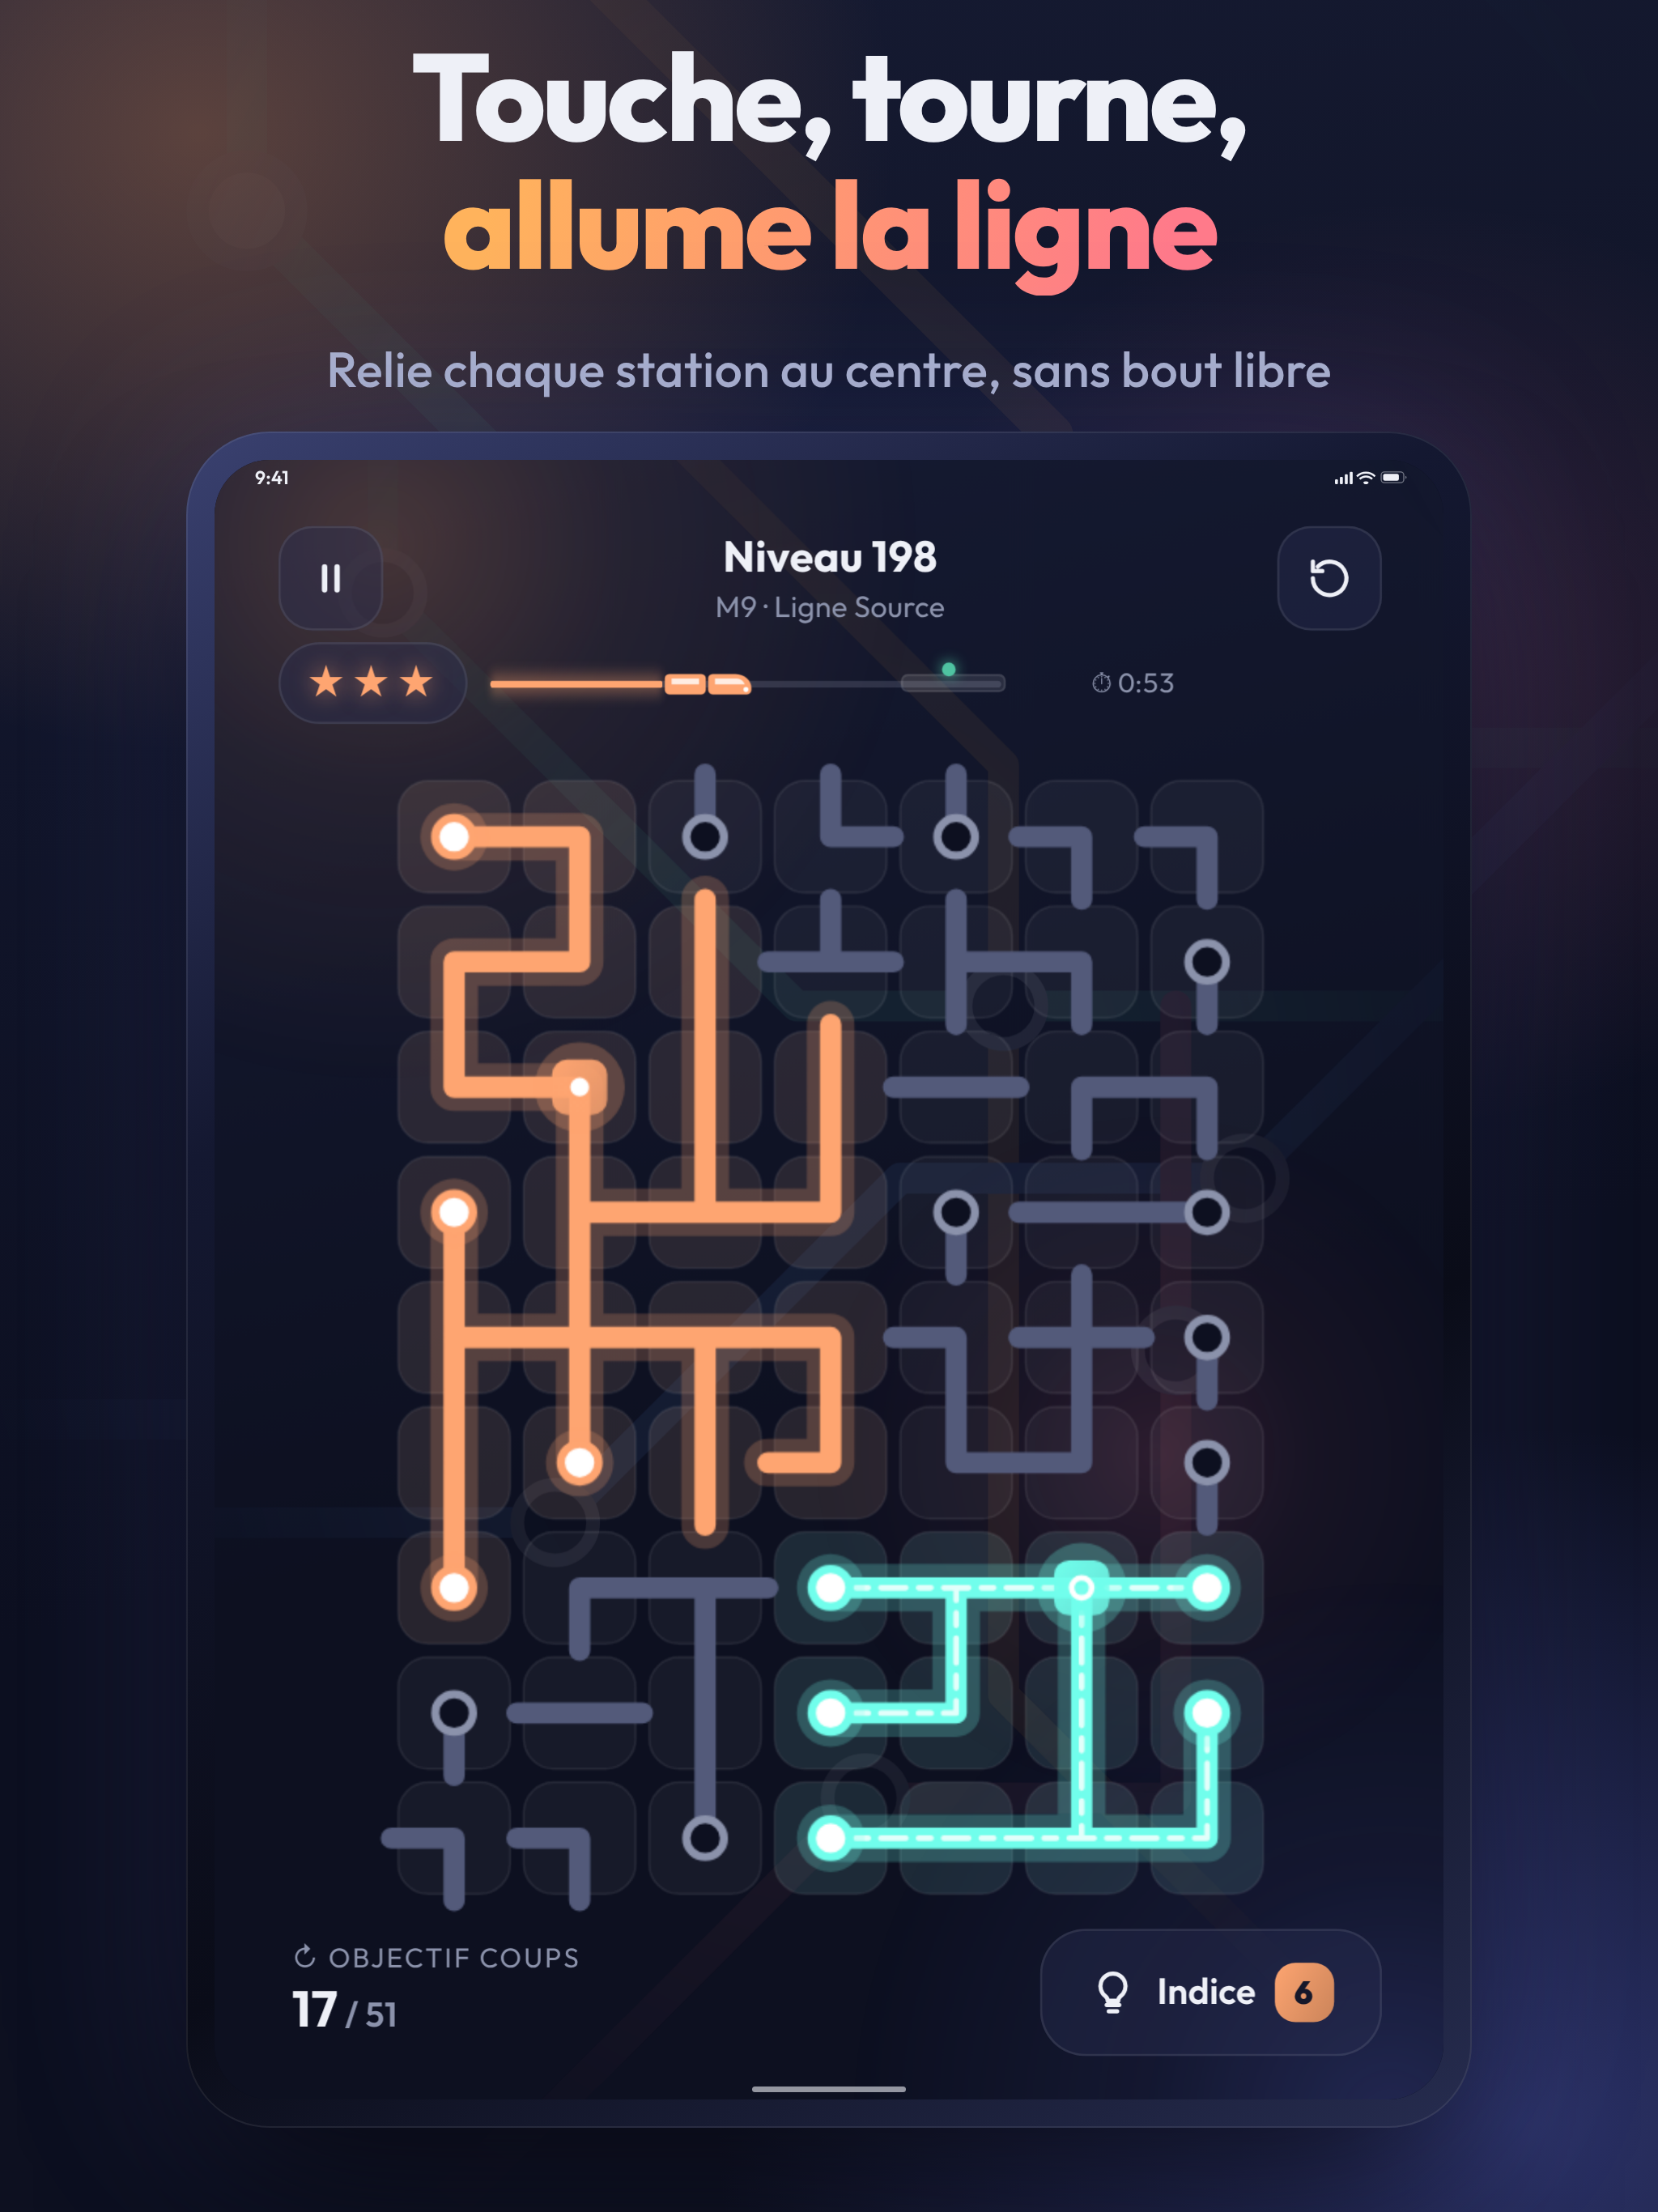 Touche, tourne,
allume la ligne
Relie chaque station au centre, sans bout libre
9:41
Niveau 198
M9 · Ligne Source
0:53
OBJECTIF COUPS
17 / 51
Indice 6